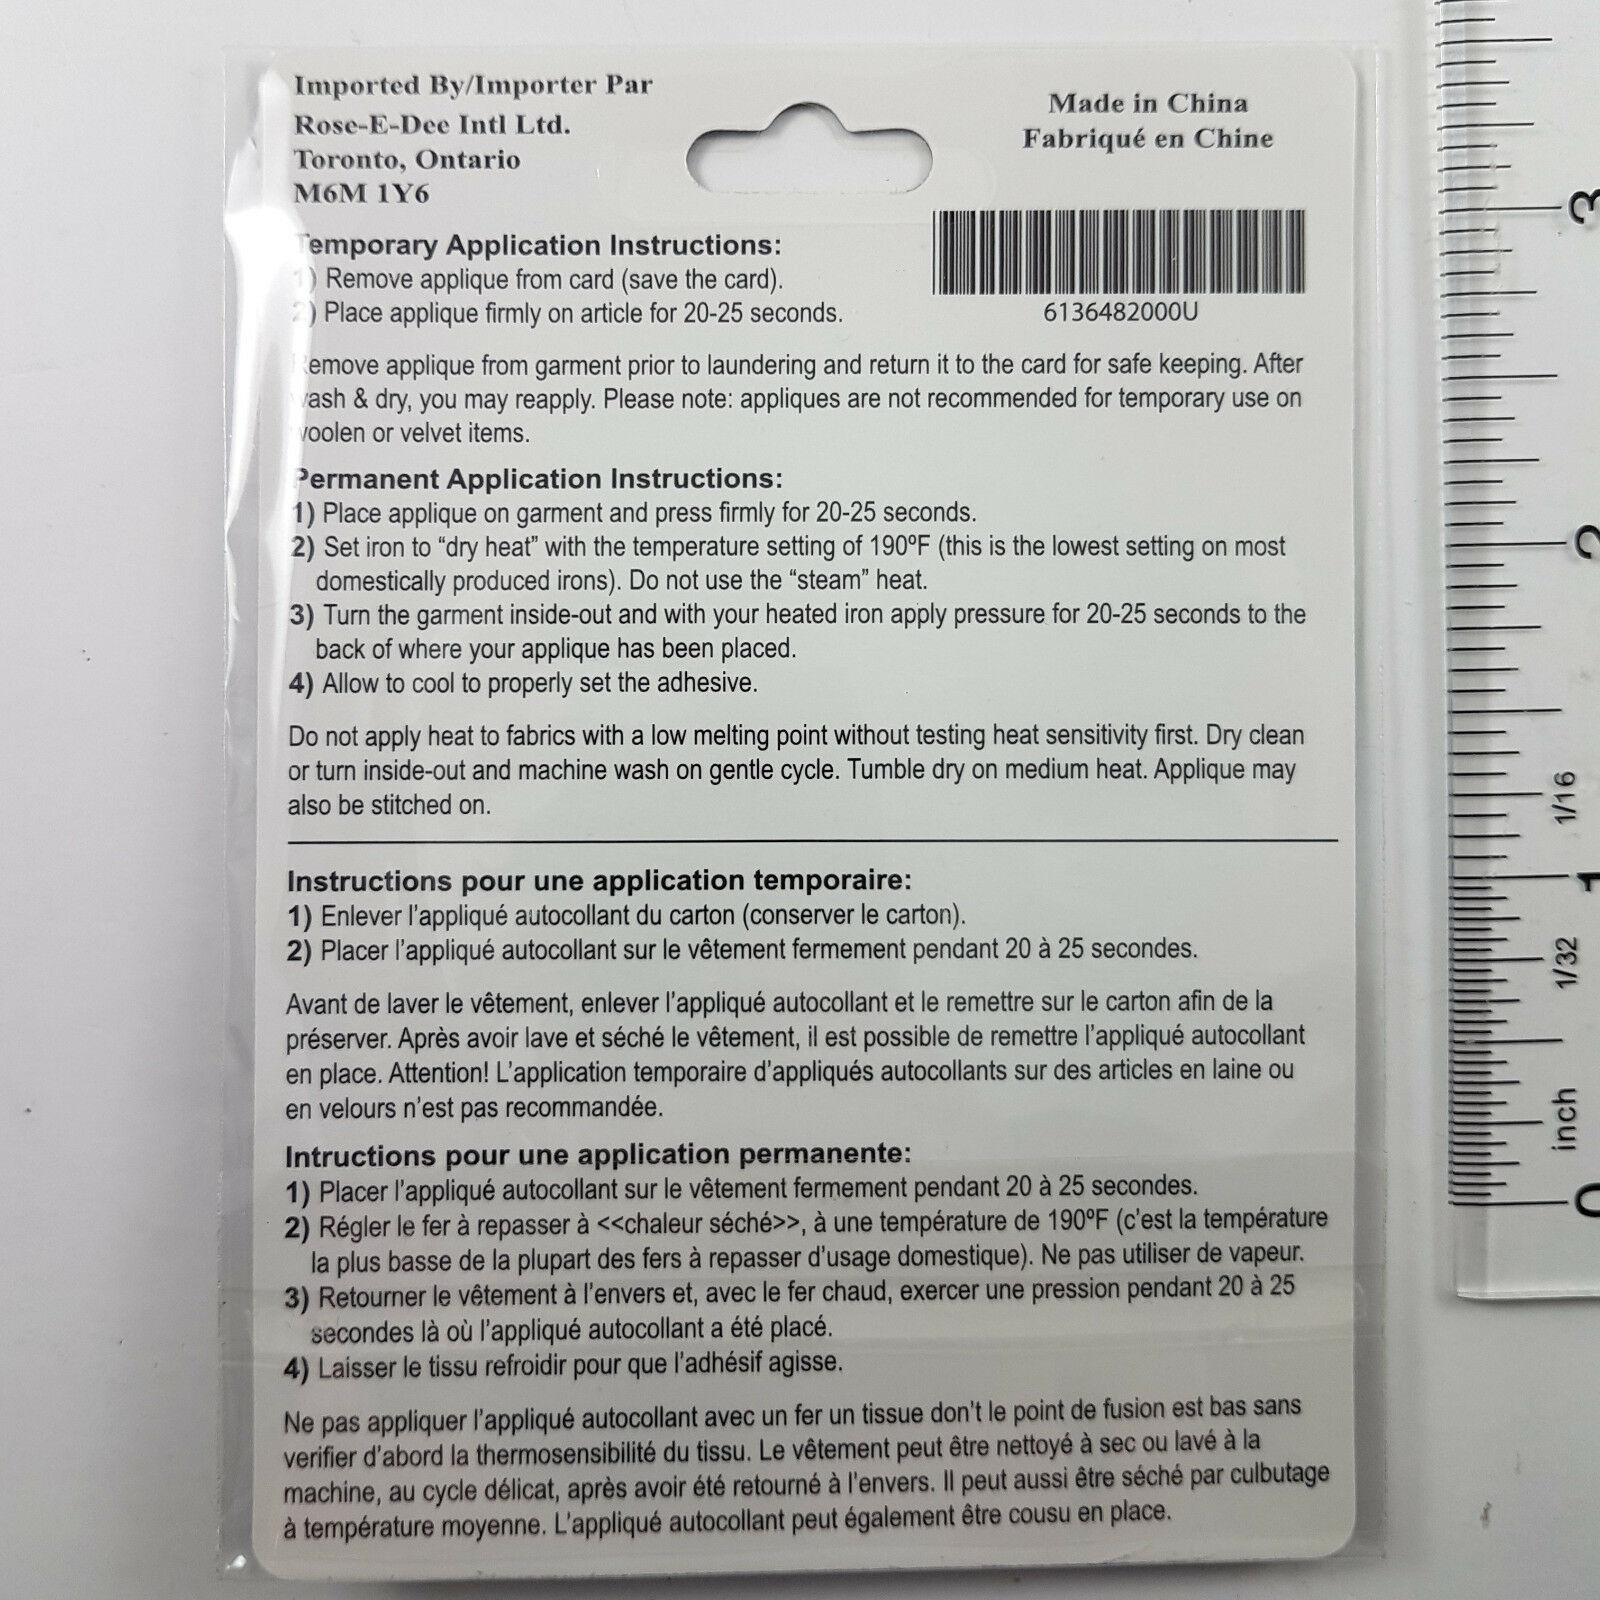 Imported By/Importer Par
Rose-E-Dee Intl Ltd.
Toronto, Ontario
M6M 1Y6
Made in China
Fabriqué en Chine
6136482000U
Temporary Application Instructions:
1) Remove applique from card (save the card).
2) Place applique firmly on article for 20-25 seconds.
Remove applique from garment prior to laundering and return it to the card for safe keeping. After
wash & dry, you may reapply. Please note: appliques are not recommended for temporary use on
woolen or velvet items.
Permanent Application Instructions:
1) Place applique on garment and press firmly for 20-25 seconds.
2) Set iron to “dry heat” with the temperature setting of 190ºF (this is the lowest setting on most
domestically produced irons). Do not use the “steam” heat.
3) Turn the garment inside-out and with your heated iron apply pressure for 20-25 seconds to the
back of where your applique has been placed.
4) Allow to cool to properly set the adhesive.
Do not apply heat to fabrics with a low melting point without testing heat sensitivity first. Dry clean
or turn inside-out and machine wash on gentle cycle. Tumble dry on medium heat. Applique may
also be stitched on.
Instructions pour une application temporaire:
1) Enlever l’appliqué autocollant du carton (conserver le carton).
2) Placer l’appliqué autocollant sur le vêtement fermement pendant 20 à 25 secondes.
Avant de laver le vêtement, enlever l’appliqué autocollant et le remettre sur le carton afin de la
préserver. Après avoir lave et séché le vêtement, il est possible de remettre l’appliqué autocollant
en place. Attention! L’application temporaire d’appliqués autocollants sur des articles en laine ou
en velours n’est pas recommandée.
Intructions pour une application permanente:
1) Placer l’appliqué autocollant sur le vêtement fermement pendant 20 à 25 secondes.
2) Régler le fer à repasser à <<chaleur séché>>, à une température de 190ºF (c’est la température
la plus basse de la plupart des fers à repasser d’usage domestique). Ne pas utiliser de vapeur.
3) Retourner le vêtement à l’envers et, avec le fer chaud, exercer une pression pendant 20 à 25
secondes là où l’appliqué autocollant a été placé.
4) Laisser le tissu refroidir pour que l’adhésif agisse.
Ne pas appliquer l’appliqué autocollant avec un fer un tissue don’t le point de fusion est bas sans
verifier d’abord la thermosensibilité du tissu. Le vêtement peut être nettoyé à sec ou lavé à la
machine, au cycle délicat, après avoir été retourné à l’envers. Il peut aussi être séché par culbutage
à température moyenne. L’appliqué autocollant peut également être cousu en place.
3
2
1/16
1
1/32
inch
0